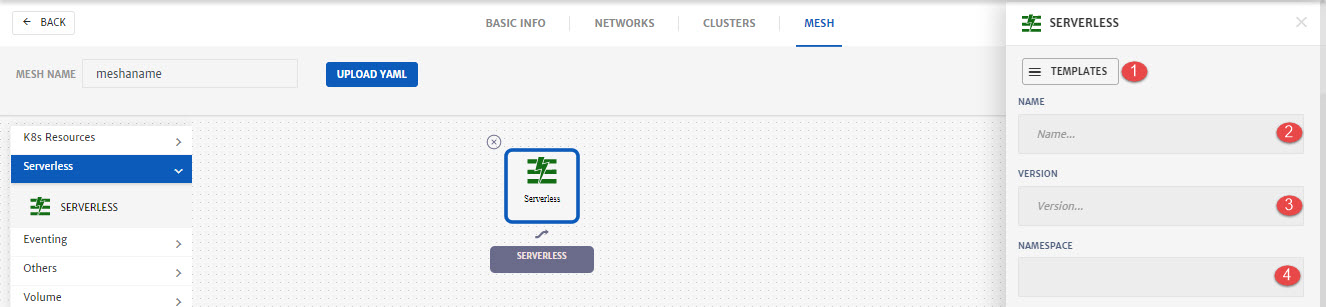 BACK
BASIC INFO
NETWORKS
CLUSTERS
MESH
SERVERLESS
MESH NAME
meshaname
UPLOAD YAML
TEMPLATES
1
NAME
Name...
2
VERSION
Version...
3
NAMESPACE
4
K8s Resources
Serverless
SERVERLESS
Eventing
Others
Volume
Serverless
SERVERLESS